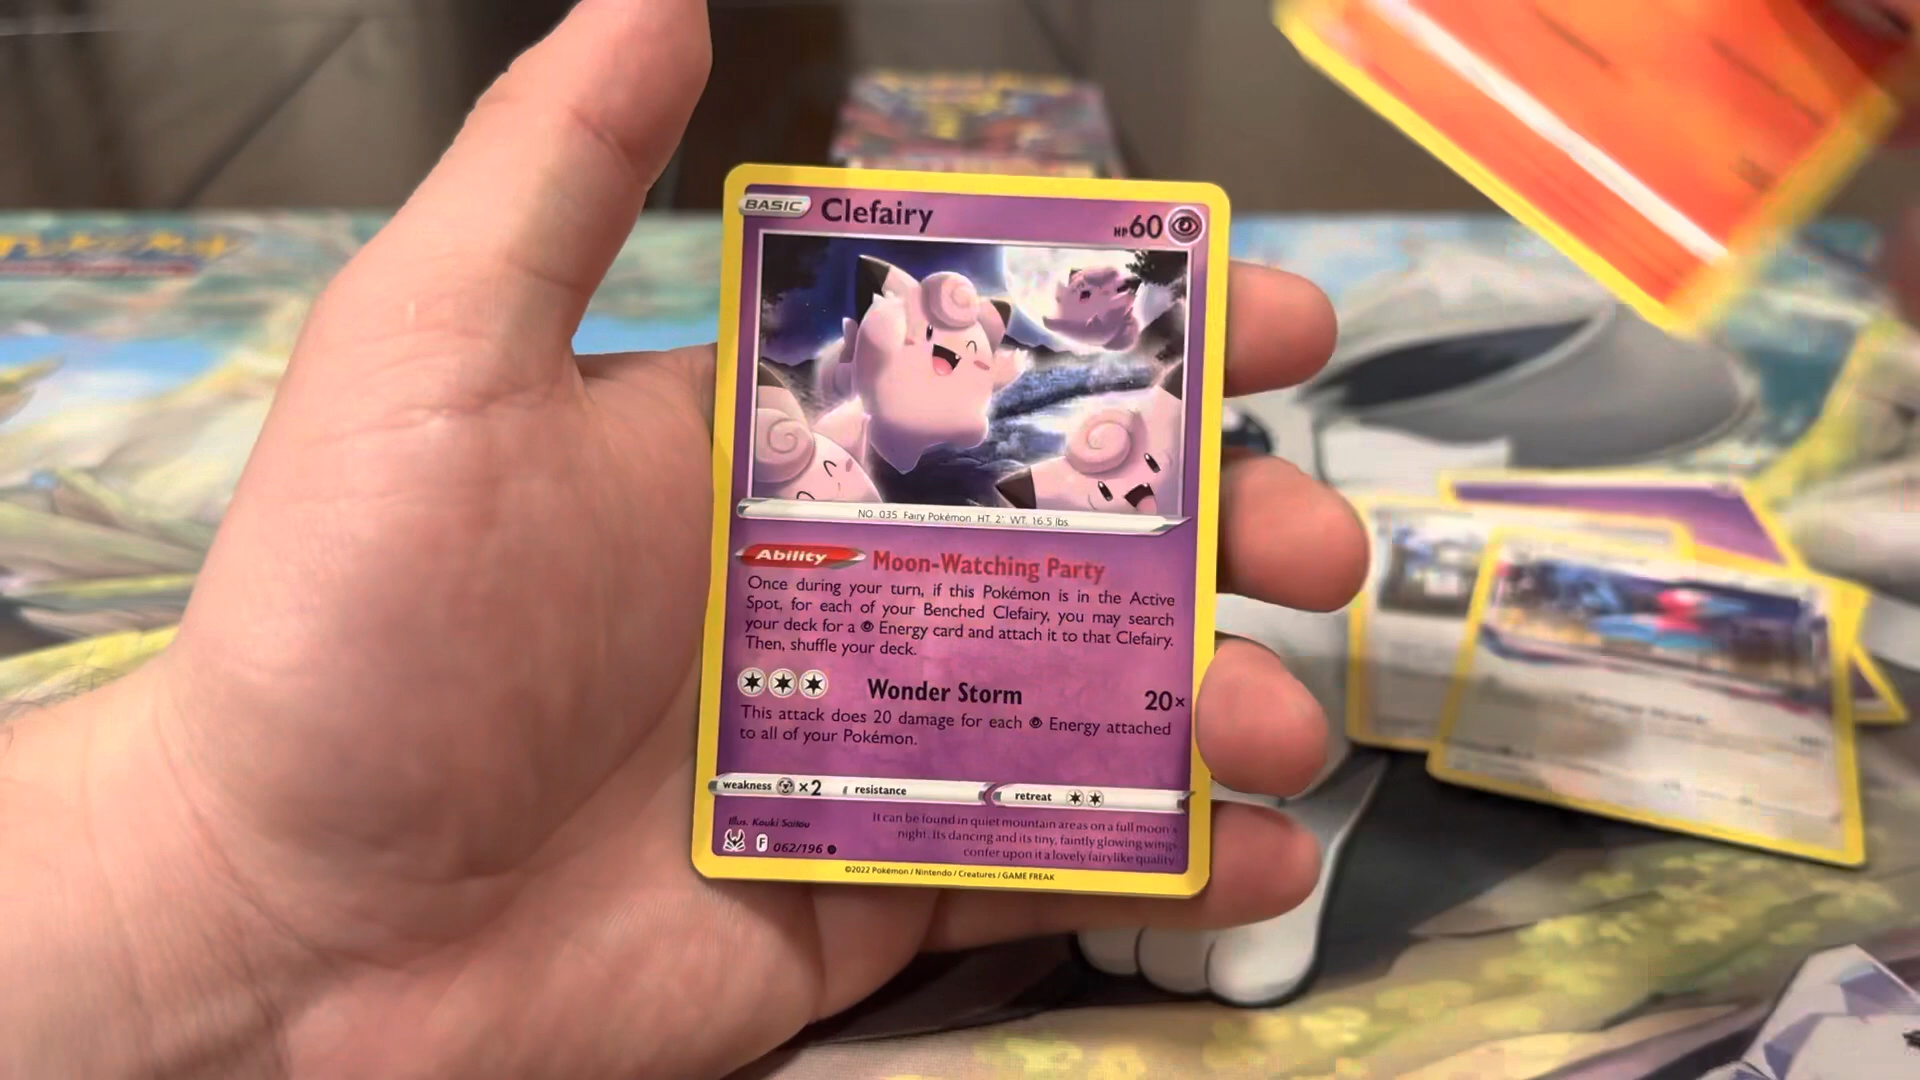 Pokémon
BASIC Clefairy HP 60
NO. 035 Fairy Pokémon HT. 2' WT. 16.5 lbs.
Ability Moon-Watching Party
Once during your turn, if this Pokémon is in the Active
Spot, for each of your Benched Clefairy, you may search
your deck for a Energy card and attach it to that Clefairy.
Then, shuffle your deck.
Wonder Storm 20×
This attack does 20 damage for each Energy attached
to all of your Pokémon.
weakness ×2 resistance retreat
Illus. Kouki Saitou
It can be found in quiet mountain areas on a full moon's
night. Its dancing and its tiny, faintly glowing wings
confer upon it a lovely fairylike quality.
F 062/196
©2022 Pokémon / Nintendo / Creatures / GAME FREAK